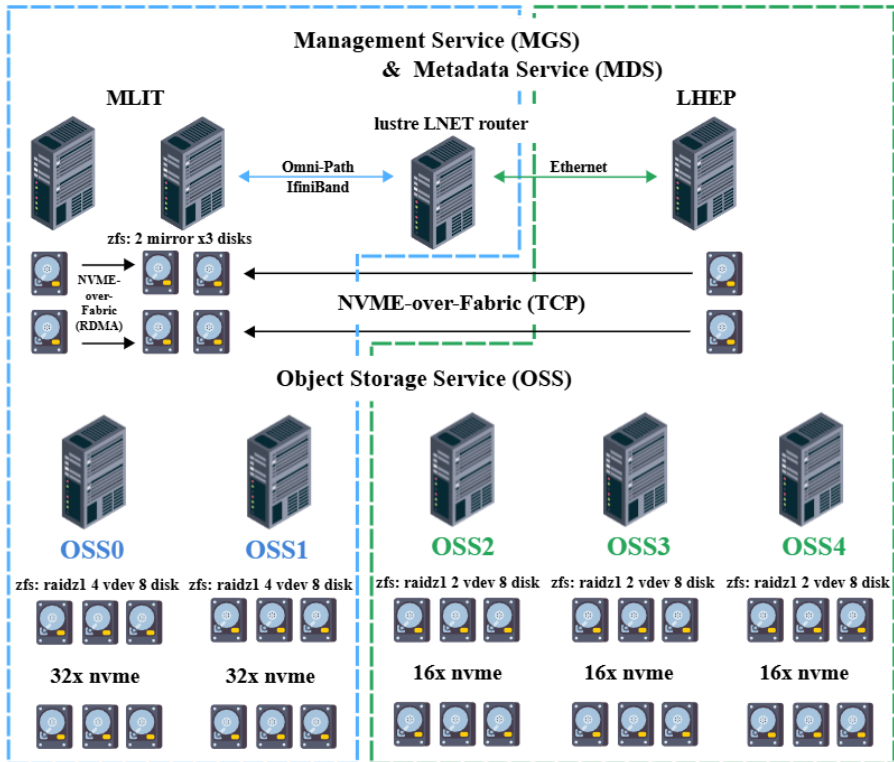 Management Service (MGS)
& Metadata Service (MDS)
MLIT
LHEP
lustre LNET router
Omni-Path
IfiniBand
Ethernet
zfs: 2 mirror x3 disks
NVME-
over-
Fabric
(RDMA)
NVME-over-Fabric (TCP)
Object Storage Service (OSS)
OSS0
OSS1
OSS2
OSS3
OSS4
zfs: raidz1 4 vdev 8 disk
zfs: raidz1 4 vdev 8 disk
zfs: raidz1 2 vdev 8 disk
zfs: raidz1 2 vdev 8 disk
zfs: raidz1 2 vdev 8 disk
32x nvme
32x nvme
16x nvme
16x nvme
16x nvme